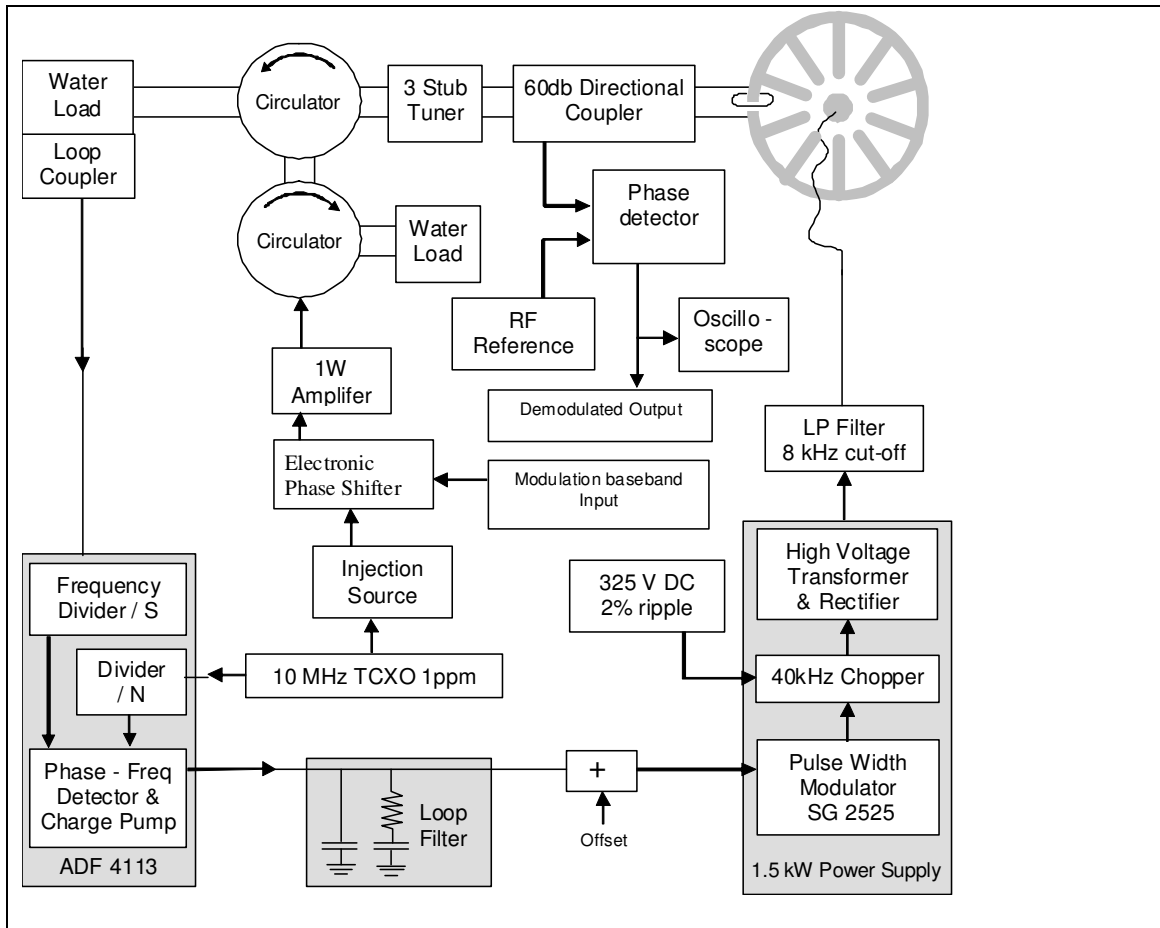 Water
Load
Circulator
3 Stub
Tuner
60db Directional
Coupler
Loop
Coupler
Circulator
Water
Load
Phase
detector
RF
Reference
Oscillo -
scope
1W
Amplifer
Demodulated Output
LP Filter
8 kHz cut-off
Electronic
Phase Shifter
Modulation baseband
Input
Frequency
Divider / S
Injection
Source
325 V DC
2% ripple
High Voltage
Transformer
& Rectifier
Divider
/ N
10 MHz TCXO 1ppm
40kHz Chopper
Phase - Freq
Detector &
Charge Pump
Loop
Filter
+
Offset
Pulse Width
Modulator
SG 2525
ADF 4113
1.5 kW Power Supply